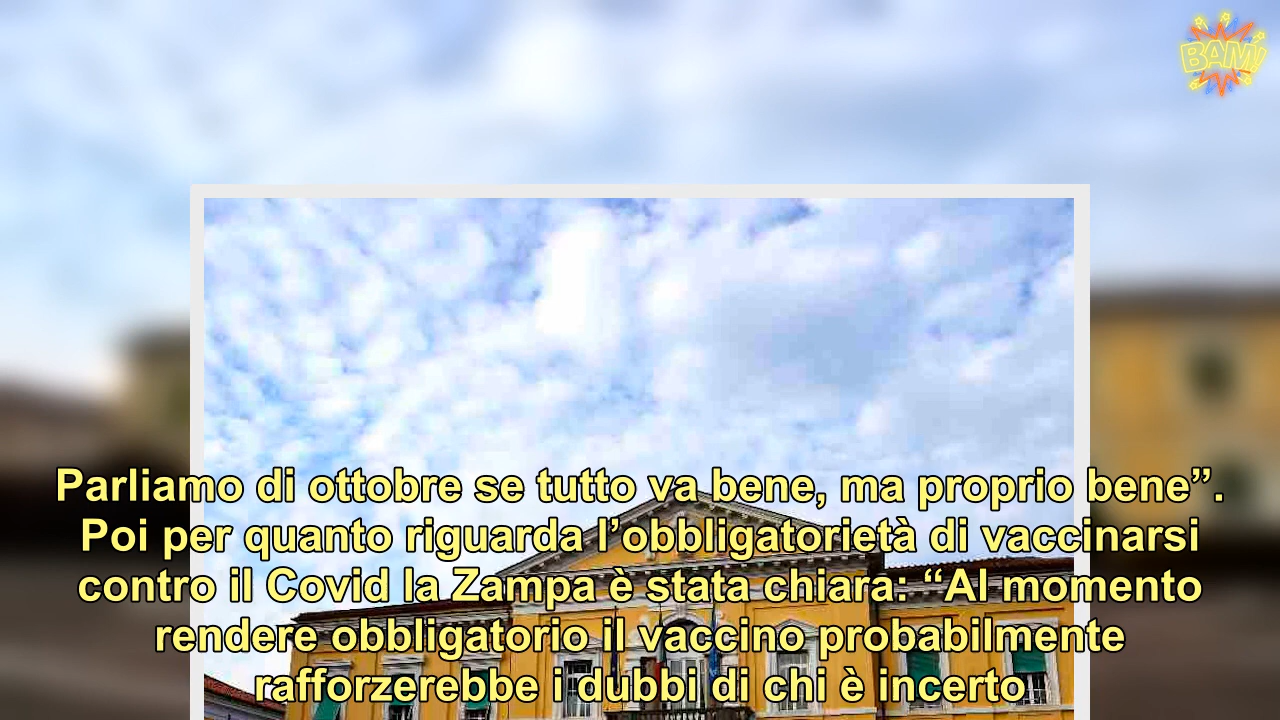 BAM!
Parliamo di ottobre se tutto va bene, ma proprio bene”.
Poi per quanto riguarda l’obbligatorietà di vaccinarsi
contro il Covid la Zampa è stata chiara: “Al momento
rendere obbligatorio il vaccino probabilmente
rafforzerebbe i dubbi di chi è incerto